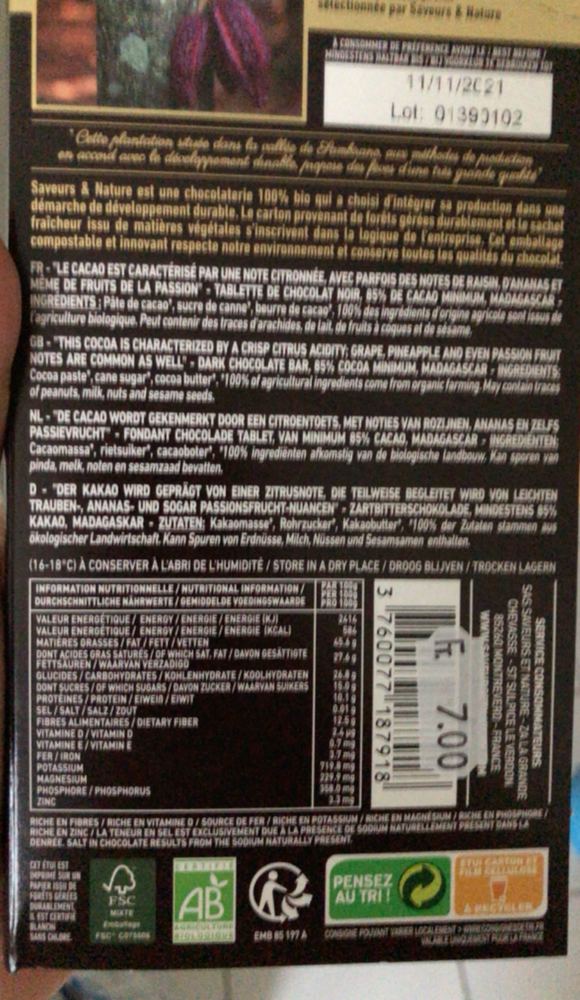 sélectionnée par Saveurs & Nature
À CONSOMMER DE PRÉFÉRENCE AVANT LE / BEST BEFORE /
11/11/2021
Lot: 01390102
"Cette plantation située dans la vallée de Sambirano, aux méthodes de production
en accord avec le développement durable, propose des fèves d'une très grande qualité"
Saveurs & Nature est une chocolaterie 100% bio qui a choisi d'intégrer sa production dans une
démarche de développement durable. Le carton provenant de forêts gérées durablement et le sachet
fraîcheur issu de matières végétales s'inscrivent dans la logique de l'entreprise. Cet emballage
compostable et innovant respecte notre environnement et conserve toutes les qualités du chocolat.
FR - "LE CACAO EST CARACTÉRISÉ PAR UNE NOTE CITRONNÉE, AVEC PARFOIS DES NOTES DE RAISIN, D'ANANAS ET
MÊME DE FRUITS DE LA PASSION" - TABLETTE DE CHOCOLAT NOIR, 85% DE CACAO MINIMUM, MADAGASCAR -
INGRÉDIENTS : Pâte de cacao*, sucre de canne*, beurre de cacao*, *100% des ingrédients d'origine agricole sont issus de
l'agriculture biologique. Peut contenir des traces d'arachides, de lait, de fruits à coques et de sésame.
GB - "THIS COCOA IS CHARACTERIZED BY A CRISP CITRUS ACIDITY; GRAPE, PINEAPPLE AND EVEN PASSION FRUIT
NOTES ARE COMMON AS WELL" - DARK CHOCOLATE BAR, 85% COCOA MINIMUM, MADAGASCAR - INGREDIENTS:
Cocoa paste*, cane sugar*, cocoa butter*, *100% of agricultural ingredients come from organic farming. May contain traces
of peanuts, milk, nuts and sesame seeds.
NL - "DE CACAO WORDT GEKENMERKT DOOR EEN CITROENTOETS, MET NOTIES VAN ROZIJNEN, ANANAS EN ZELFS
PASSIEVRUCHT" - FONDANT CHOCOLADE TABLET, VAN MINIMUM 85% CACAO, MADAGASCAR - INGREDIËNTEN:
Cacaomassa*, rietsuiker*, cacaoboter*, *100% ingrediënten afkomstig van de biologische landbouw. Kan sporen van
pinda, melk, noten en sesamzaad bevatten.
D - "DER KAKAO WIRD GEPRÄGT VON EINER ZITRUSNOTE, DIE TEILWEISE BEGLEITET WIRD VON LEICHTEN
TRAUBEN-, ANANAS- UND SOGAR PASSIONSFRUCHT-NUANCEN" - ZARTBITTERSCHOKOLADE, MINDESTENS 85%
KAKAO, MADAGASKAR - ZUTATEN: Kakaomasse*, Rohrzucker*, Kakaobutter*, *100% der Zutaten stammen aus
ökologischer Landwirtschaft. Kann Spuren von Erdnüsse, Milch, Nüssen und Sesamsamen enthalten.
(16-18°C) À CONSERVER À L'ABRI DE L'HUMIDITÉ / STORE IN A DRY PLACE / DROOG BLIJVEN / TROCKEN LAGERN
INFORMATION NUTRITIONNELLE / NUTRITIONAL INFORMATION / PAR 100g
DURCHSCHNITTLICHE NÄHRWERTE / GEMIDDELDE VOEDINGSWAARDE PER 100g PRO 100g
VALEUR ENERGÉTIQUE / ENERGY / ENERGIE / ENERGIE (KJ) 2414
VALEUR ENERGÉTIQUE / ENERGY / ENERGIE / ENERGIE (KCAL) 584
MATIÈRES GRASSES / FAT / FETT / VETTEN
DONT ACIDES GRAS SATURÉS / OF WHICH SAT. FAT / DAVON GESÄTTIGTE 27.6 g
FETTSÄUREN / WAARVAN VERZADIGD
GLUCIDES / CARBOHYDRATES / KOHLENHYDRATE / KOOLHYDRATEN 24.8 g
DONT SUCRES / OF WHICH SUGARS / DAVON ZUCKER / WAARVAN SUIKERS 15.0 g
PROTÉINES / PROTEIN / EIWEIß / EIWIT
SEL / SALT / SALZ / ZOUT 0.01 g
FIBRES ALIMENTAIRES / DIETARY FIBER 12.5 g
VITAMINE D / VITAMIN D 2.4 µg
VITAMINE E / VITAMIN E 0.7 mg
FER / IRON 3.7 mg
POTASSIUM 719.8 mg
MAGNESIUM 229.9 mg
PHOSPHORE / PHOSPHORUS 358.0 mg
ZINC 3.3 mg
3 760077 187918
Fr. 7.00
SERVICE CONSOMMATEURS:
SAS SAVEURS ET NATURE - Z.A. LA GRANDE
CHEVASSE - ST SULPICE LE VERDON
85260 MONTREVERD - FRANCE
RICHE EN FIBRES / RICHE EN VITAMINE D / SOURCE DE FER / RICHE EN POTASSIUM / RICHE EN MAGNÉSIUM / RICHE EN PHOSPHORE /
RICHE EN ZINC / LA TENEUR EN SEL EST EXCLUSIVEMENT DUE À LA PRÉSENCE DE SODIUM NATURELLEMENT PRÉSENT DANS LA
DENRÉE. SALT IN CHOCOLATE RESULTS FROM THE SODIUM NATURALLY PRESENT.
CET ÉTUI EST
IMPRIMÉ SUR UN
PAPIER ISSU DE
FORÊTS GÉRÉES
DURABLEMENT
IL EST CERTIFIÉ
BLANCHI
SANS CHLORE.
FSC
MIXTE
Emballage
CERTIFIÉ
AB
AGRICULTURE
BIOLOGIQUE
EMB 85 197 A
PENSEZ
AU TRI !
ÉTUI CARTON ET
FILM CELLULOSE
À RECYCLER
CONSIGNE POUVANT VARIER LOCALEMENT > WWW.CONSIGNESDETRI.FR
VALABLE UNIQUEMENT POUR LA FRANCE